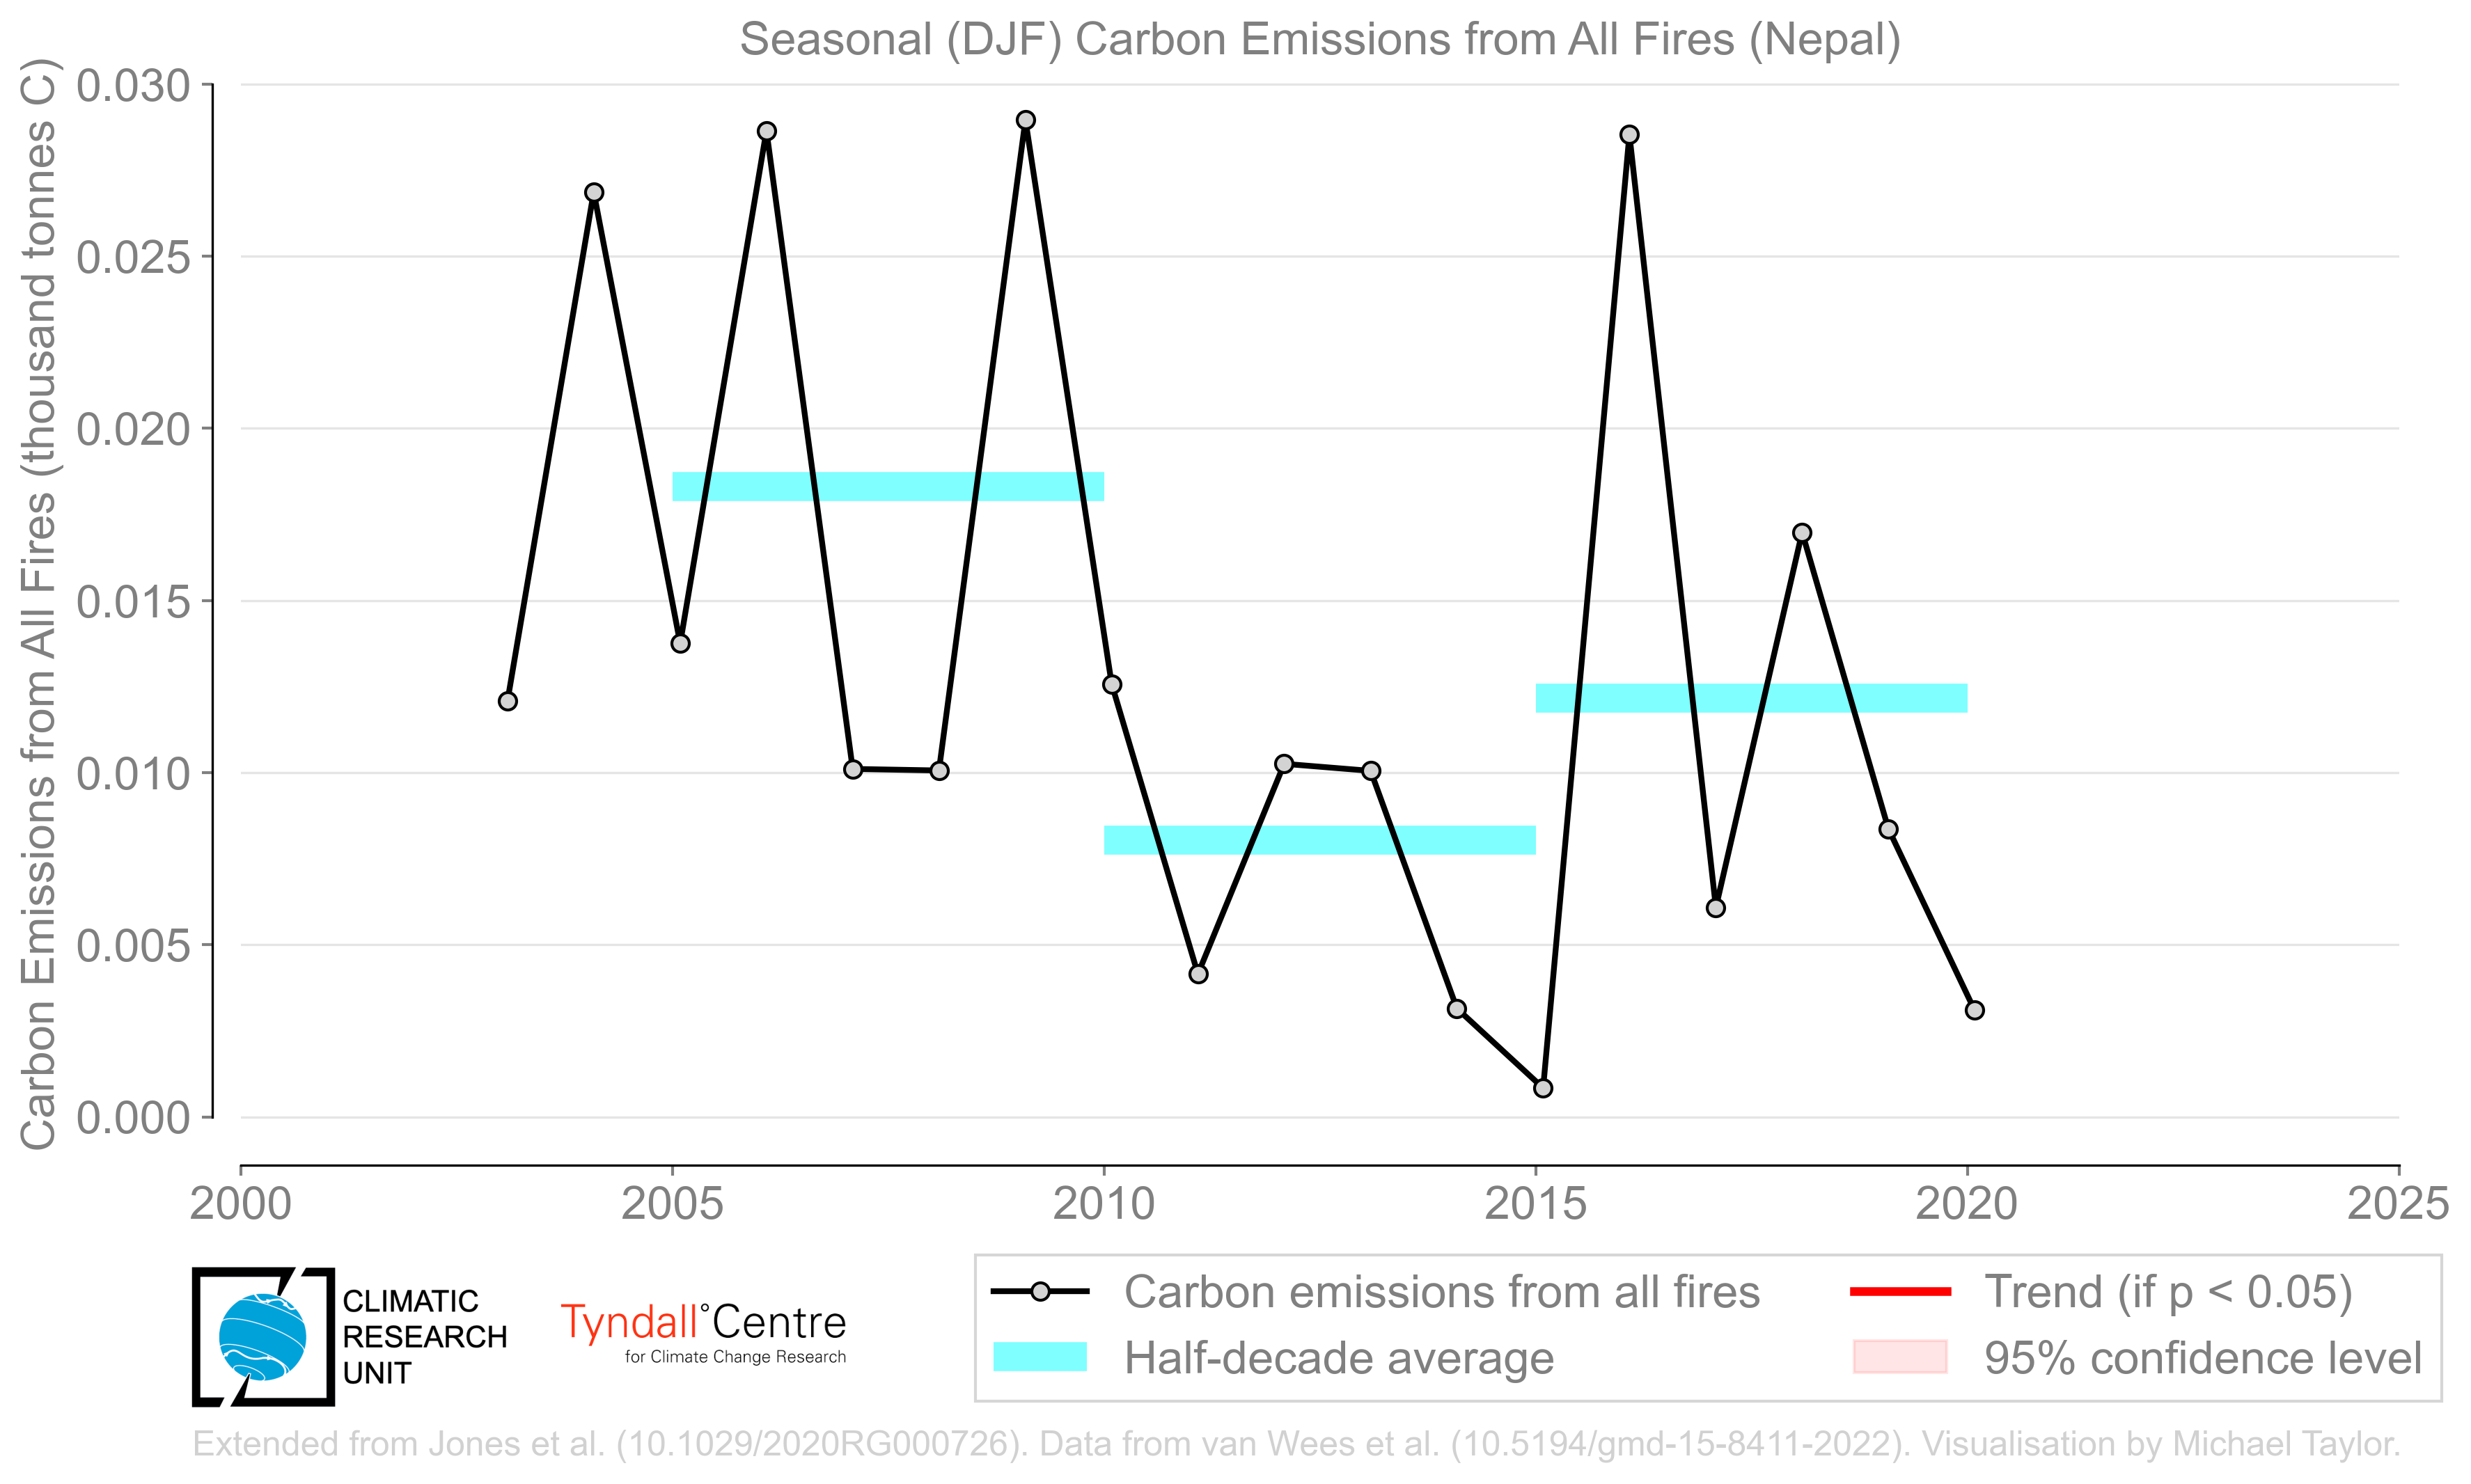 Seasonal (DJF) Carbon Emissions from All Fires (Nepal)
Carbon Emissions from All Fires (thousand tonnes C)
0.030
0.025
0.020
0.015
0.010
0.005
0.000
2000
2005
2010
2015
2020
2025
CLIMATIC
RESEARCH
UNIT
Tyndall°Centre
for Climate Change Research
Carbon emissions from all fires
Half-decade average
Trend (if p < 0.05)
95% confidence level
Extended from Jones et al. (10.1029/2020RG000726). Data from van Wees et al. (10.5194/gmd-15-8411-2022). Visualisation by Michael Taylor.